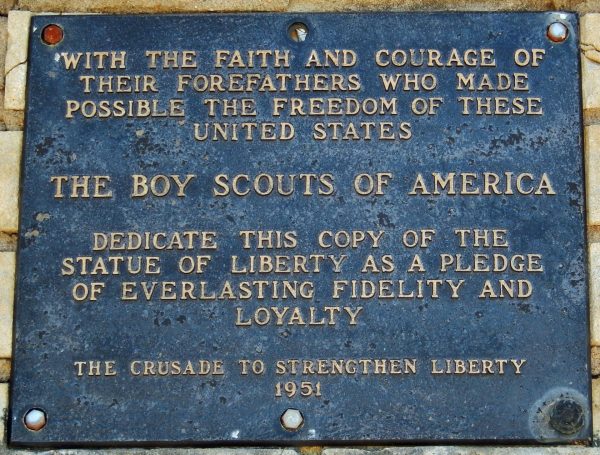 WITH THE FAITH AND COURAGE OF
THEIR FOREFATHERS WHO MADE
POSSIBLE THE FREEDOM OF THESE
UNITED STATES
THE BOY SCOUTS OF AMERICA
DEDICATE THIS COPY OF THE
STATUE OF LIBERTY AS A PLEDGE
OF EVERLASTING FIDELITY AND
LOYALTY
THE CRUSADE TO STRENGTHEN LIBERTY
1951